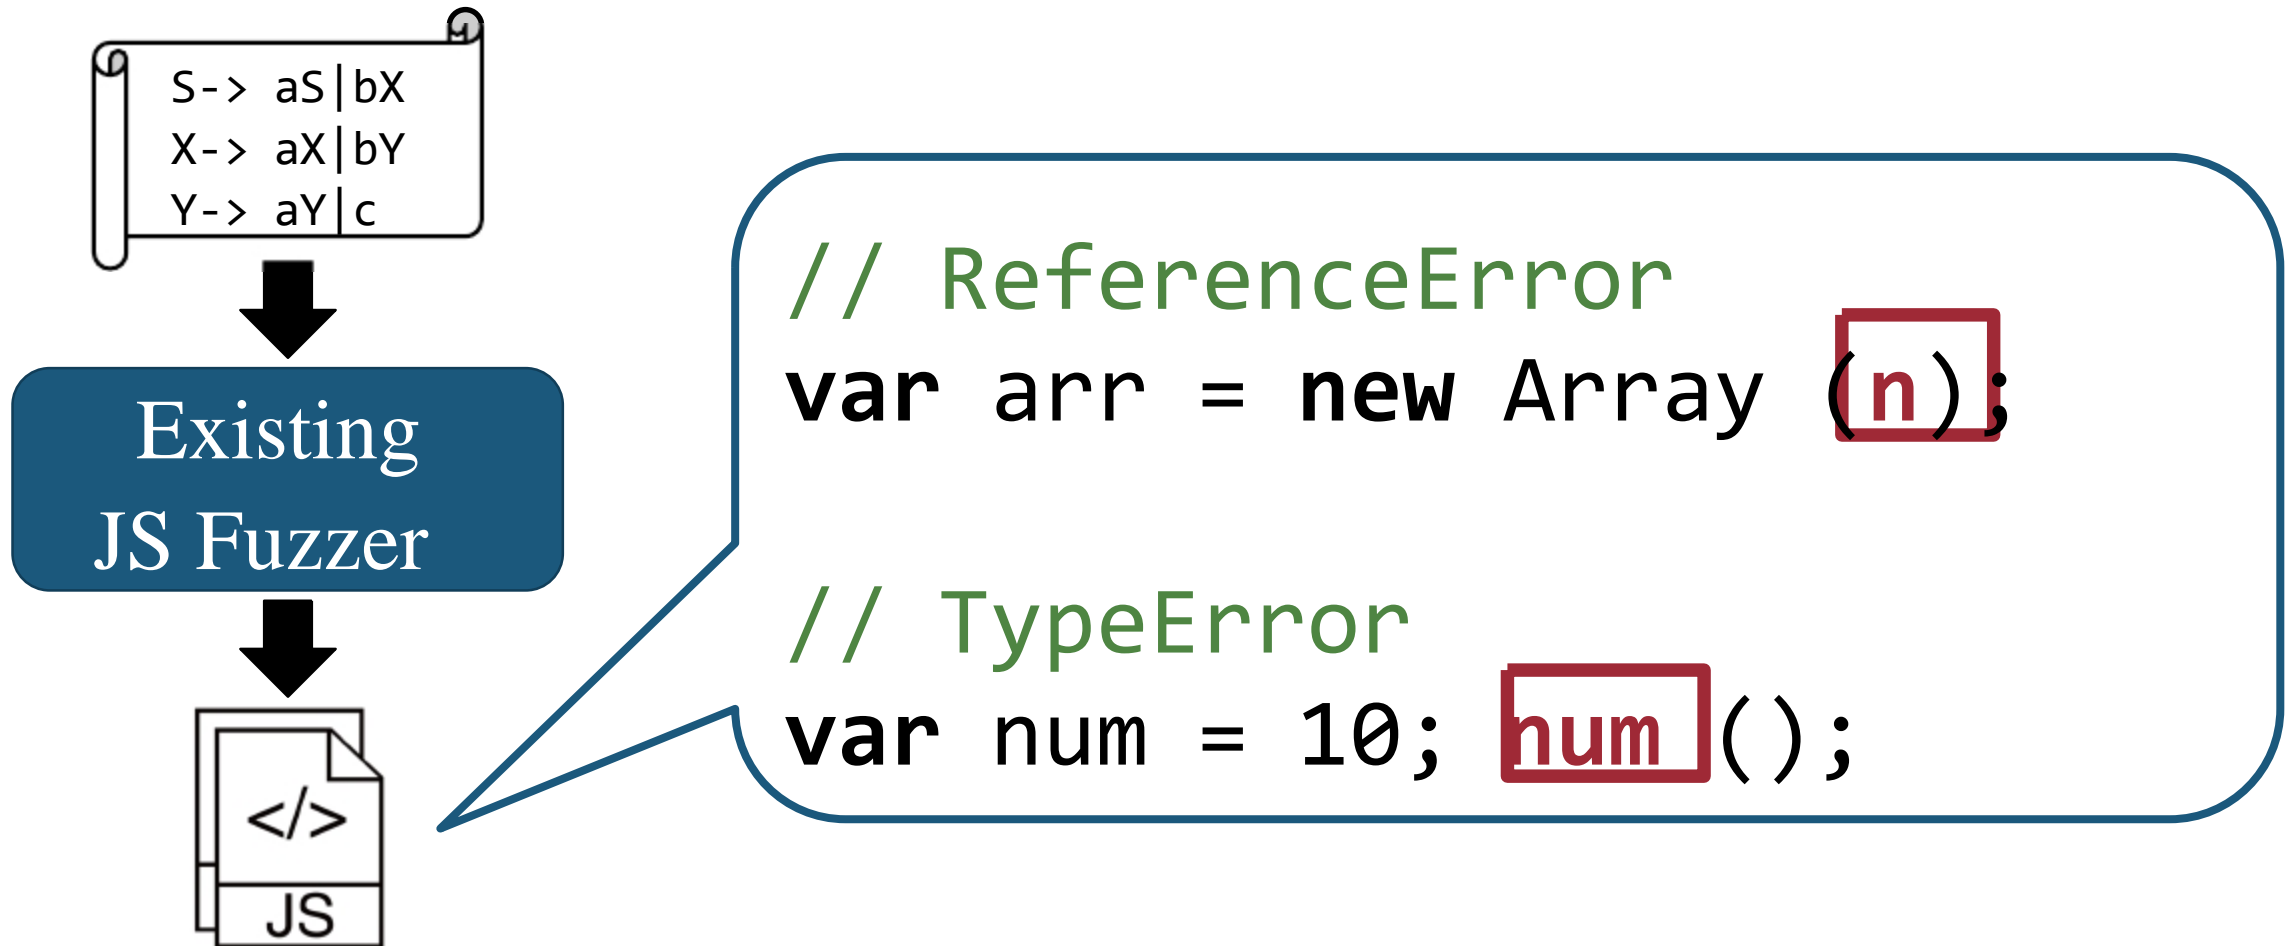 S-> aS|bX
X-> aX|bY
Y-> aY|c
Existing
JS Fuzzer
</>
JS
// ReferenceError
var arr = new Array (n);
// TypeError
var num = 10; num ();